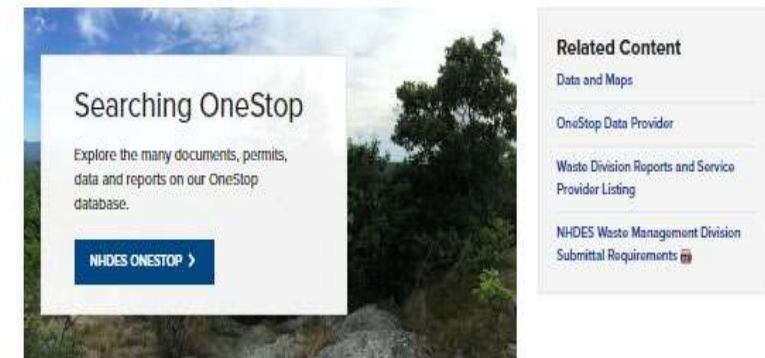 Searching OneStop
Explore the many documents, permits,
data and reports on our OneStop
database.
NHDES ONESTOP >
Related Content
Data and Maps
OneStop Data Provider
Waste Division Reports and Service
Provider Listing
NHDES Waste Management Division
Submittal Requirements